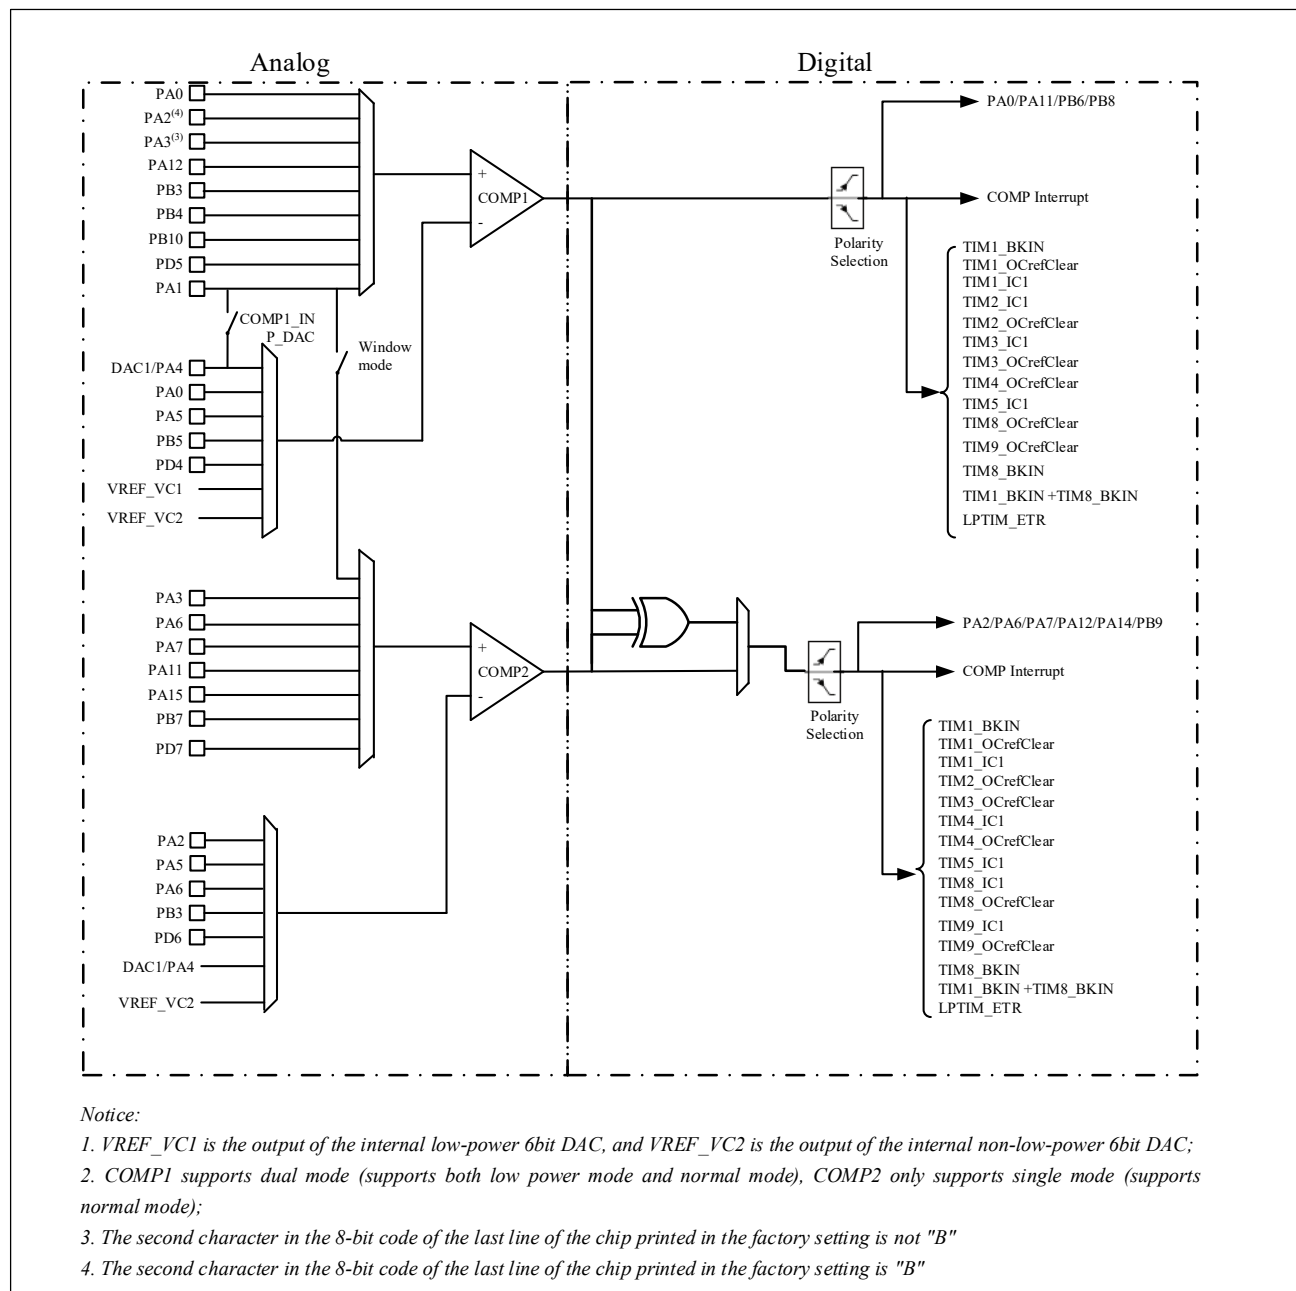 Analog
Digital
PA0
PA2(4)
PA3(3)
PA12
PB3
PB4
PB10
PD5
PA1
COMP1_IN
P_DAC
Window
mode
DAC1/PA4
PA0
PA5
PB5
PD4
VREF_VC1
VREF_VC2
+
COMP1
-
Polarity
Selection
PA0/PA11/PB6/PB8
COMP Interrupt
TIM1_BKIN
TIM1_OCrefClear
TIM1_IC1
TIM2_IC1
TIM2_OCrefClear
TIM3_IC1
TIM3_OCrefClear
TIM4_OCrefClear
TIM5_IC1
TIM8_OCrefClear
TIM9_OCrefClear
TIM8_BKIN
TIM1_BKIN +TIM8_BKIN
LPTIM_ETR
PA3
PA6
PA7
PA11
PA15
PB7
PD7
+
COMP2
-
PA2
PA5
PA6
PB3
PD6
DAC1/PA4
VREF_VC2
Polarity
Selection
PA2/PA6/PA7/PA12/PA14/PB9
COMP Interrupt
TIM1_BKIN
TIM1_OCrefClear
TIM1_IC1
TIM2_OCrefClear
TIM3_OCrefClear
TIM4_IC1
TIM4_OCrefClear
TIM5_IC1
TIM8_IC1
TIM8_OCrefClear
TIM9_IC1
TIM9_OCrefClear
TIM8_BKIN
TIM1_BKIN +TIM8_BKIN
LPTIM_ETR
Notice:
1. VREF_VC1 is the output of the internal low-power 6bit DAC, and VREF_VC2 is the output of the internal non-low-power 6bit DAC;
2. COMP1 supports dual mode (supports both low power mode and normal mode), COMP2 only supports single mode (supports
normal mode);
3. The second character in the 8-bit code of the last line of the chip printed in the factory setting is not "B"
4. The second character in the 8-bit code of the last line of the chip printed in the factory setting is "B"